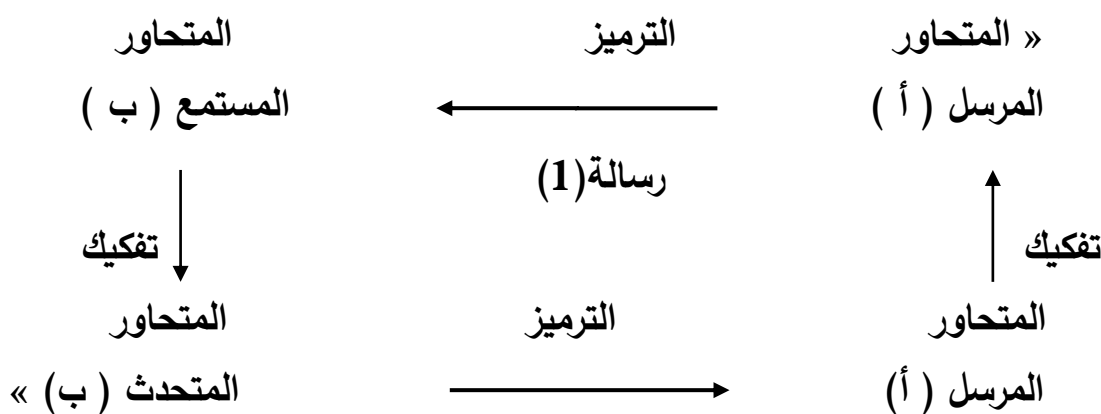 « المتحاور الترميز المتحاور
المرسل ( أ ) المستمع ( ب )
رسالة(1)
تفكيك تفكيك
المتحاور الترميز المتحاور
المرسل ( أ) المتحدث ( ب) »